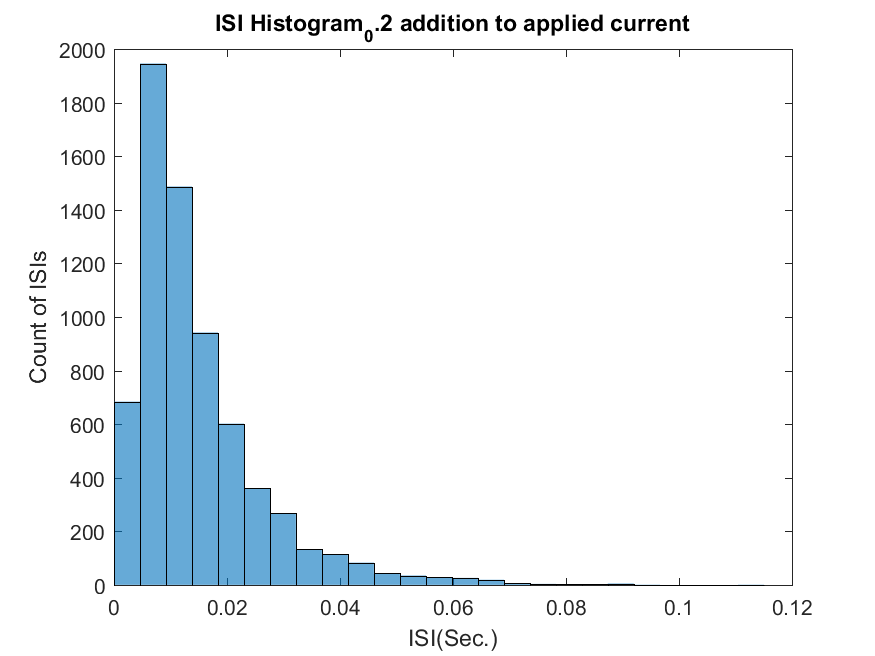 ISI Histogram₀.2 addition to applied current
2000
1800
1600
1400
1200
1000
800
600
400
200
0
Count of ISIs
0 0.02 0.04 0.06 0.08 0.1 0.12
ISI(Sec.)